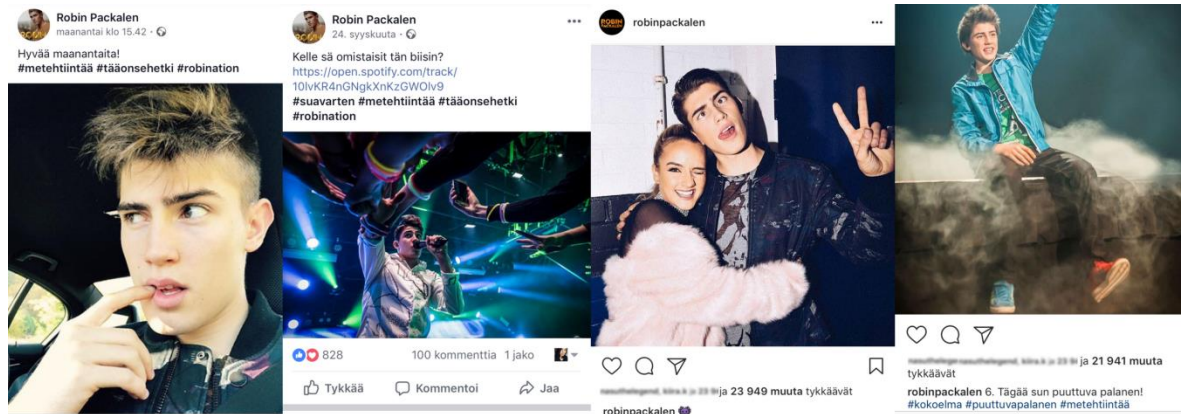 Robin Packalen
maanantai klo 15.42 ·
Hyvää maanantaita!
#metehtiintää #tääonsehetki #robination
Robin Packalen
24. syyskuuta ·
Kelle sä omistaisit tän biisin?
https://open.spotify.com/track/
10lvKR4nGNgkXnKzGWOlv9
#suavarten #metehtiintää #tääonsehetki
#robination
828
100 kommenttia 1 jako
Tykkää Kommentoi Jaa
ROBIN
PACKALEN
robinpackalen
ja 23 949 muuta tykkäävät
robinpackalen
ja 21 941 muuta
tykkäävät
robinpackalen 6. Tägää sun puuttuva palanen!
#kokoelma #puuttuvapalanen #metehtiintää